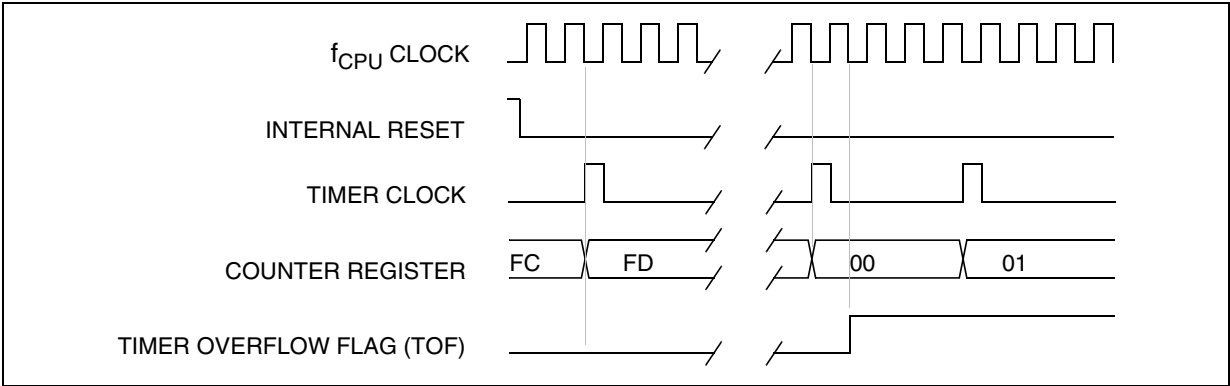 fCPU CLOCK
INTERNAL RESET
TIMER CLOCK
COUNTER REGISTER FC FD 00 01
TIMER OVERFLOW FLAG (TOF)